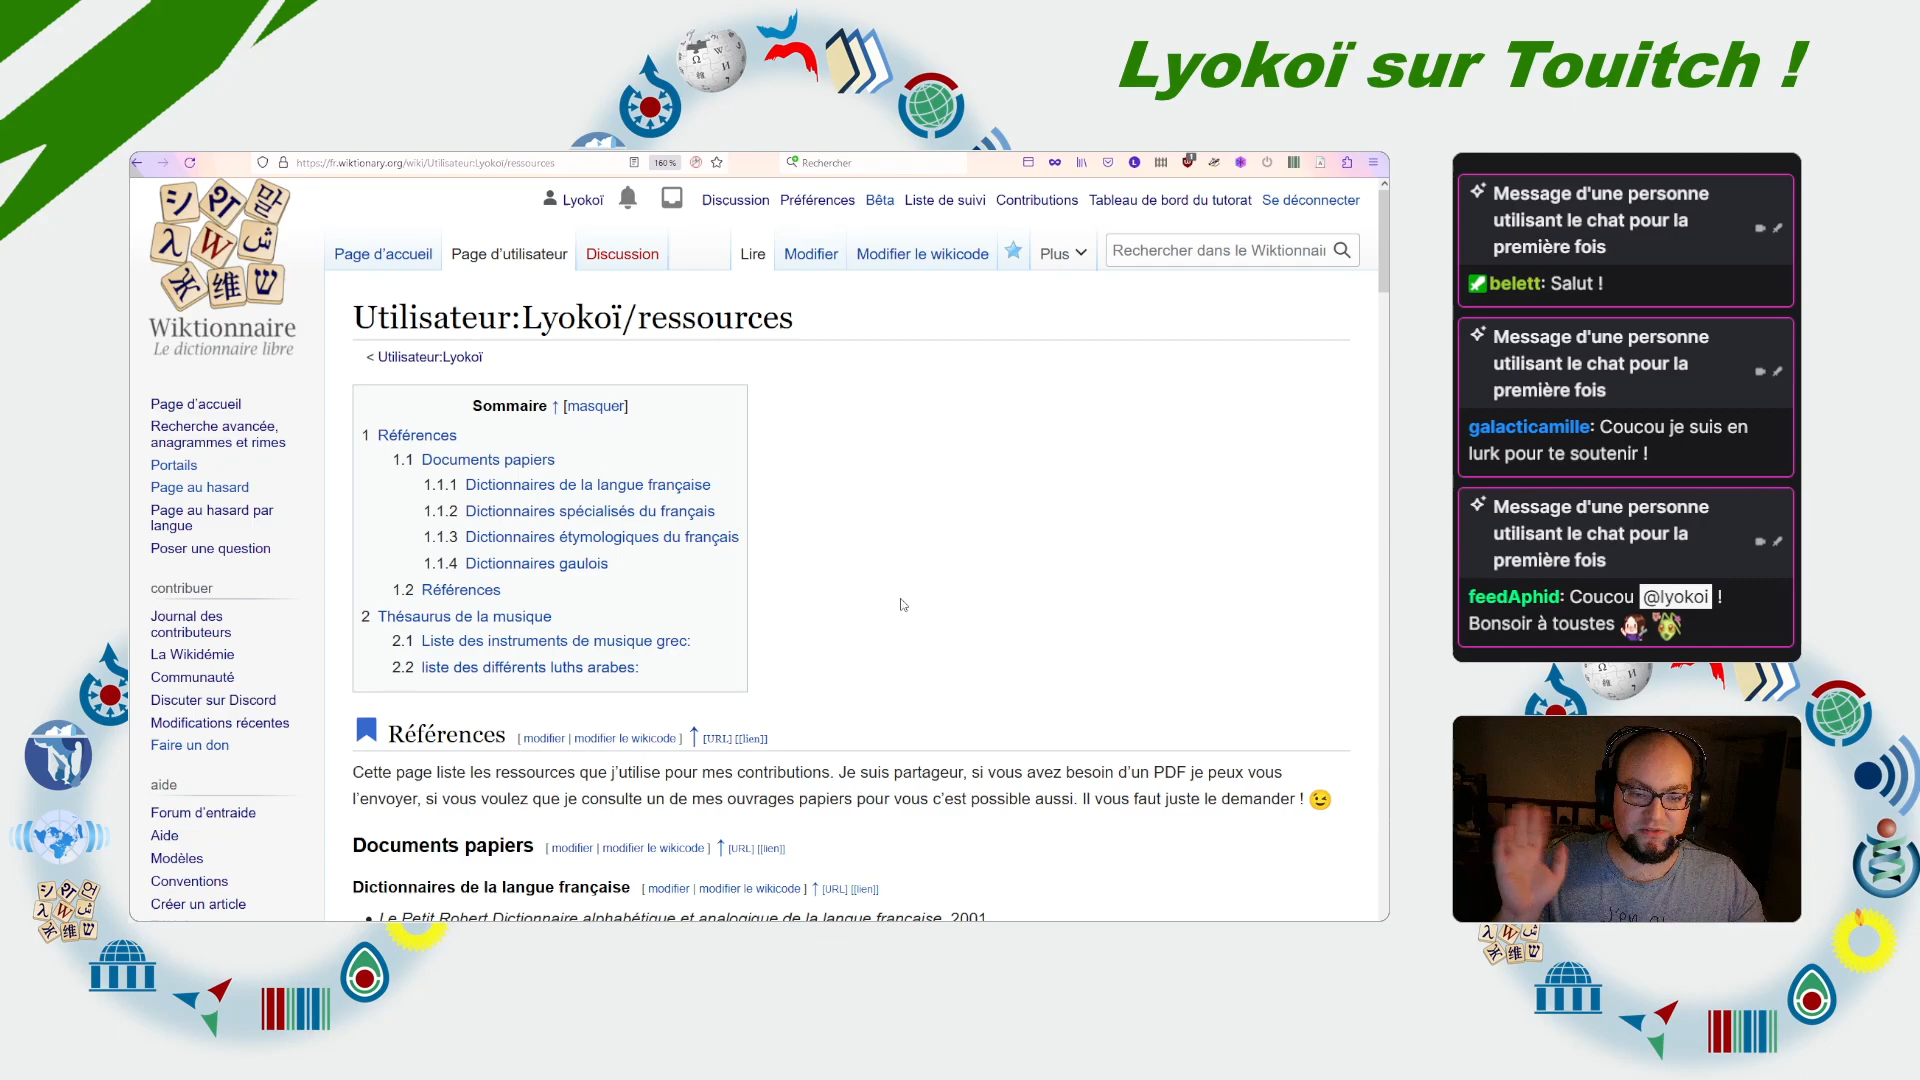 Lyokoï sur Touitch !
https://fr.wiktionary.org/wiki/Utilisateur:Lyokoï/ressources
160 %
Rechercher
Wiktionnaire
Le dictionnaire libre
Lyokoï
Discussion
Préférences
Bêta
Liste de suivi
Contributions
Tableau de bord du tutorat
Se déconnecter
Page d’accueil
Page d’utilisateur
Discussion
Lire
Modifier
Modifier le wikicode
Plus
Rechercher dans le Wiktionnai
Page d’accueil
Recherche avancée,
anagrammes et rimes
Portails
Page au hasard
Page au hasard par
langue
Poser une question
contribuer
Journal des
contributeurs
La Wikidémie
Communauté
Discuter sur Discord
Modifications récentes
Faire un don
aide
Forum d’entraide
Aide
Modèles
Conventions
Créer un article
Utilisateur:Lyokoï/ressources
< Utilisateur:Lyokoï
Sommaire ↑ [masquer]
1 Références
1.1 Documents papiers
1.1.1 Dictionnaires de la langue française
1.1.2 Dictionnaires spécialisés du français
1.1.3 Dictionnaires étymologiques du français
1.1.4 Dictionnaires gaulois
1.2 Références
2 Thésaurus de la musique
2.1 Liste des instruments de musique grec:
2.2 liste des différents luths arabes:
Références [ modifier | modifier le wikicode ] ↑ [URL] [[lien]]
Cette page liste les ressources que j’utilise pour mes contributions. Je suis partageur, si vous avez besoin d’un PDF je peux vous
l’envoyer, si vous voulez que je consulte un de mes ouvrages papiers pour vous c’est possible aussi. Il vous faut juste le demander ! 😉
Documents papiers [ modifier | modifier le wikicode ] ↑ [URL] [[lien]]
Dictionnaires de la langue française [ modifier | modifier le wikicode ] ↑ [URL] [[lien]]
• Le Petit Robert Dictionnaire alphabétique et analogique de la langue française, 2001
Message d'une personne
utilisant le chat pour la
première fois
belett: Salut !
Message d'une personne
utilisant le chat pour la
première fois
galacticamille: Coucou je suis en
lurk pour te soutenir !
Message d'une personne
utilisant le chat pour la
première fois
feedAphid: Coucou @lyokoi !
Bonsoir à toustes